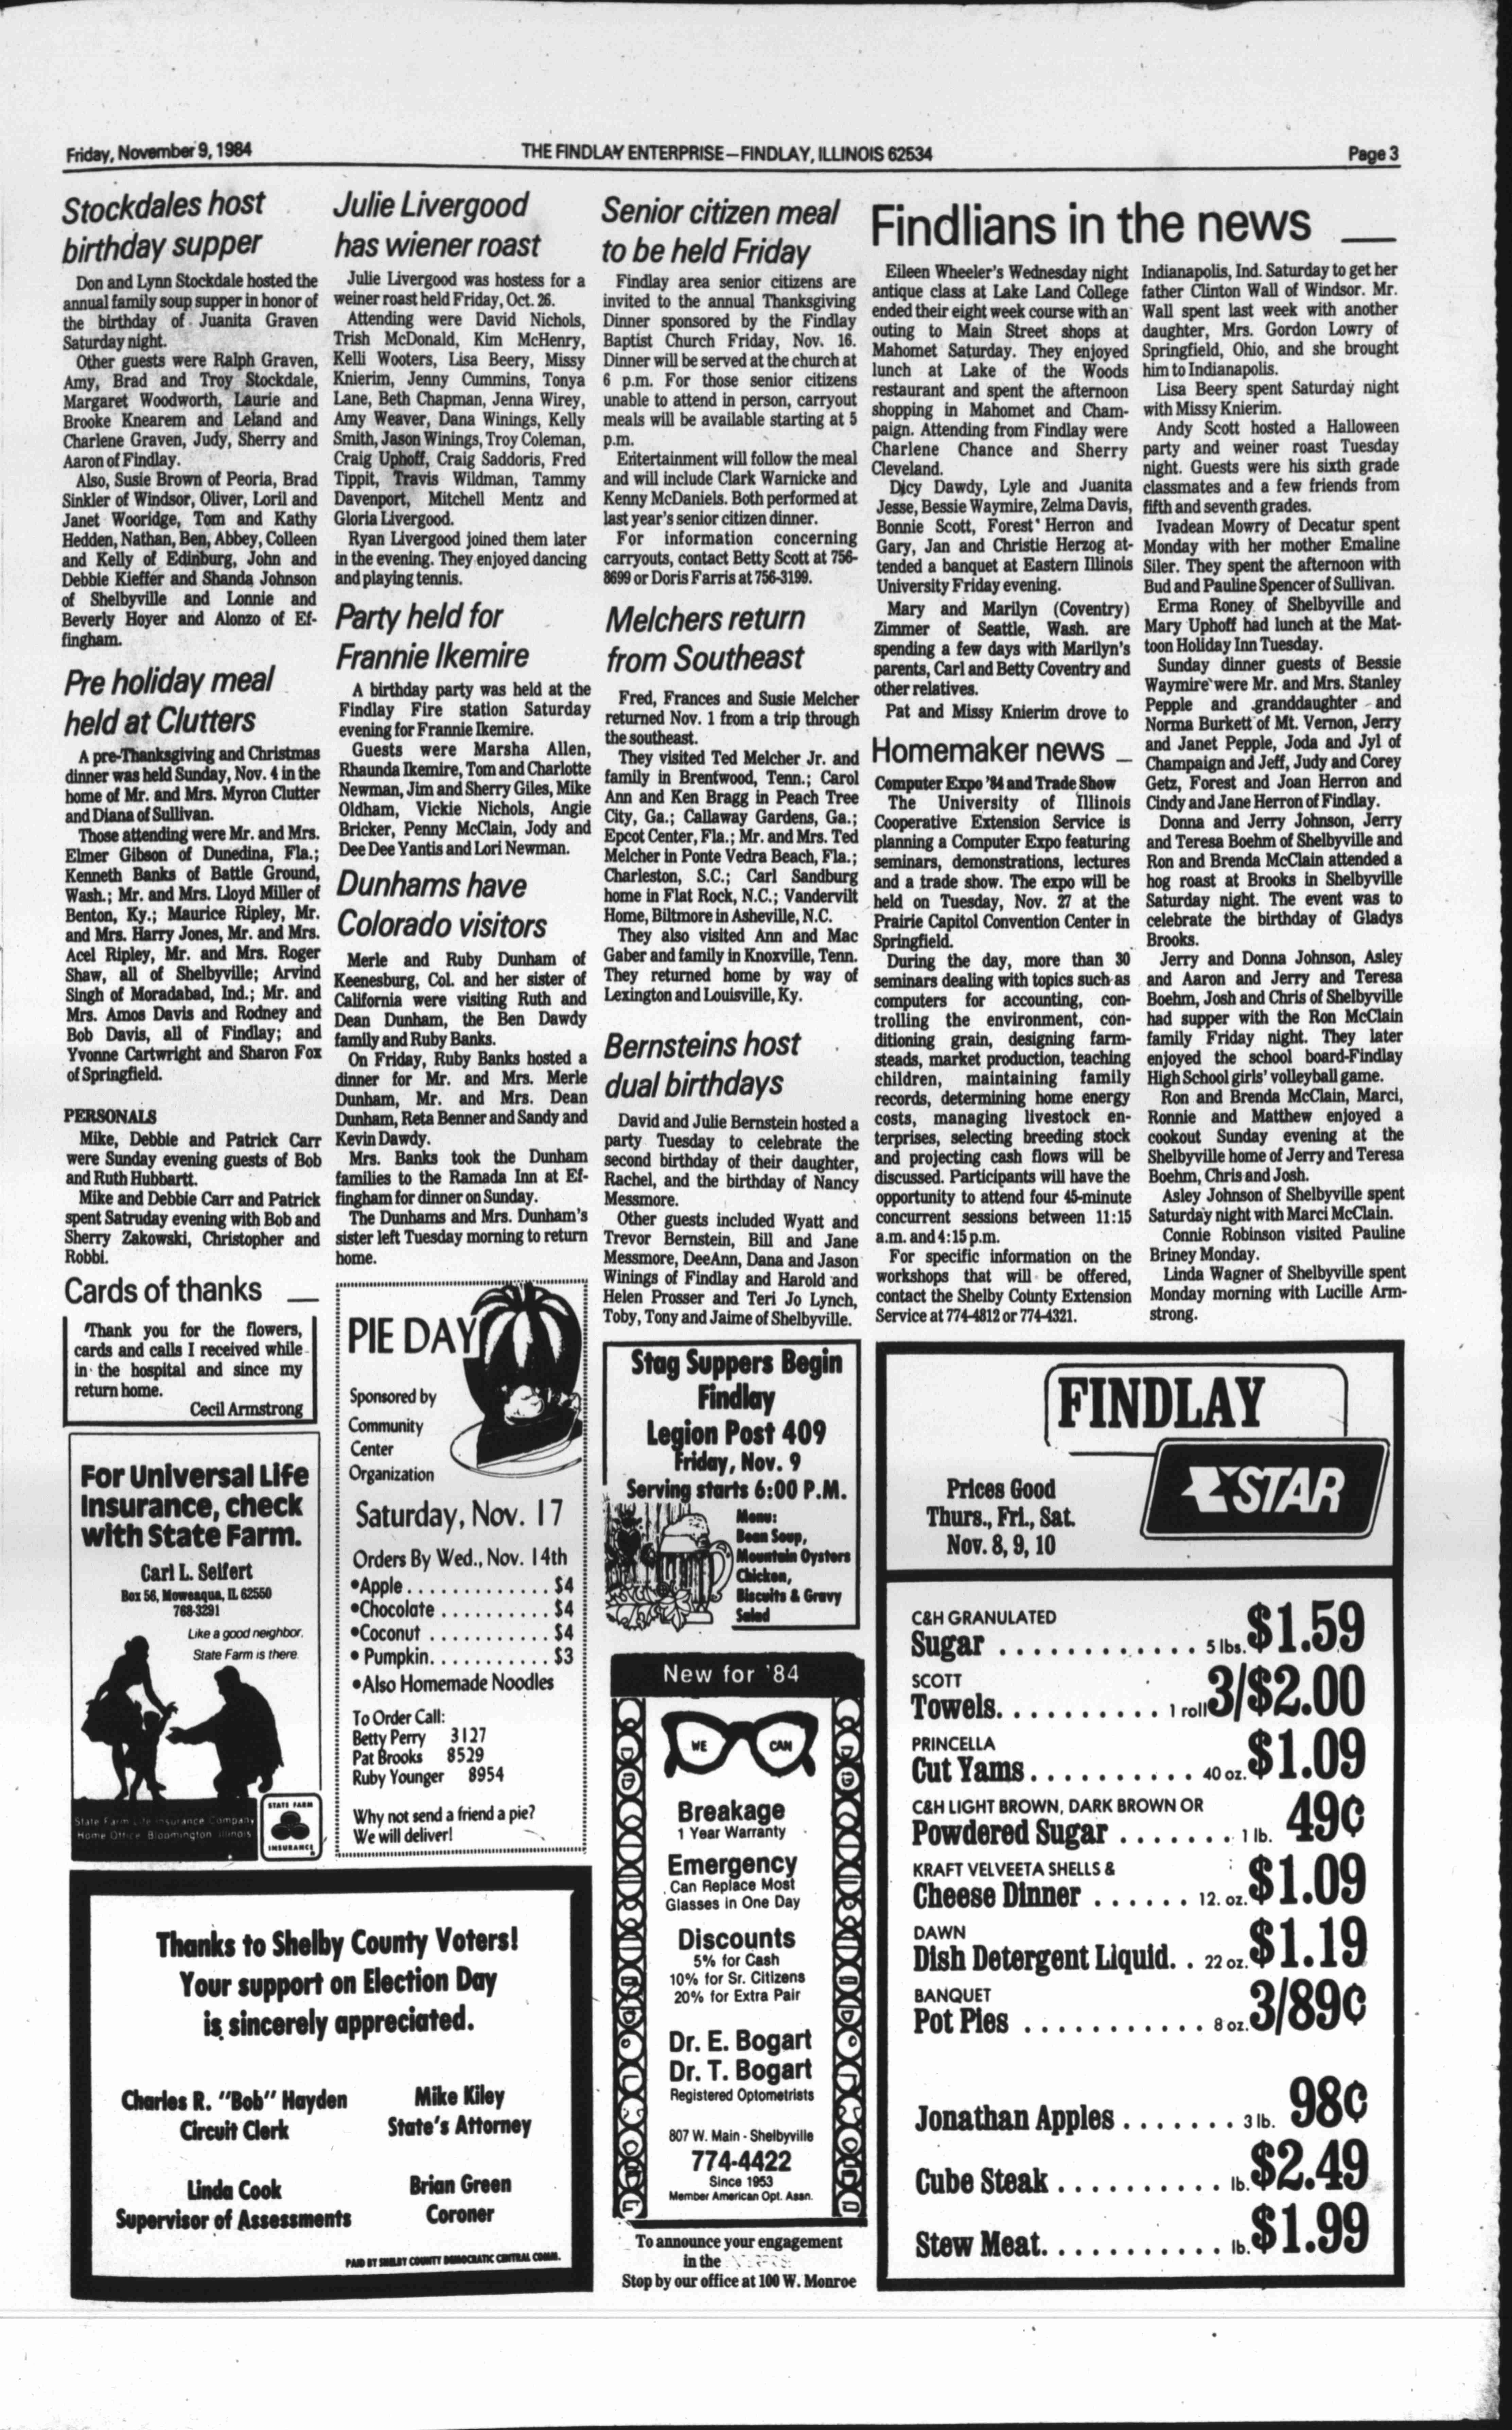 Friday, November 9, 1984
THE FINDLAY ENTERPRISE—FINDLAY, ILLINOIS 62534
Page 3
Stockdales host
birthday supper
Don and Lynn Stockdale hosted the
annual family soup supper in honor of
the birthday of Juanita Graven
Saturday night.
Other guests were Ralph Graven,
Amy, Brad and Troy Stockdale,
Margaret Woodworth, Laurie and
Brooke Knearem and Leland and
Charlene Graven, Judy, Sherry and
Aaron of Findlay.
Also, Susie Brown of Peoria, Brad
Sinkler of Windsor, Oliver, Loril and
Janet Wooridge, Tom and Kathy
Hedden, Nathan, Ben, Abbey, Colleen
and Kelly of Edinburg, John and
Debbie Kieffer and Shanda Johnson
of Shelbyville and Lonnie and
Beverly Hoyer and Alonzo of Ef-
fingham.
Pre holiday meal
held at Clutters
A pre-Thanksgiving and Christmas
dinner was held Sunday, Nov. 4 in the
home of Mr. and Mrs. Myron Clutter
and Diana of Sullivan.
Those attending were Mr. and Mrs.
Elmer Gibson of Dunedina, Fla.;
Kenneth Banks of Battle Ground,
Wash.; Mr. and Mrs. Lloyd Miller of
Benton, Ky.; Maurice Ripley, Mr.
and Mrs. Harry Jones, Mr. and Mrs.
Acel Ripley, Mr. and Mrs. Roger
Shaw, all of Shelbyville; Arvind
Singh of Moradabad, Ind.; Mr. and
Mrs. Amos Davis and Rodney and
Bob Davis, all of Findlay; and
Yvonne Cartwright and Sharon Fox
of Springfield.
PERSONALS
Mike, Debbie and Patrick Carr
were Sunday evening guests of Bob
and Ruth Hubbartt.
Mike and Debbie Carr and Patrick
spent Satruday evening with Bob and
Sherry Zakowski, Christopher and
Robbi.
Cards of thanks
Thank you for the flowers,
cards and calls I received while
in the hospital and since my
return home.
Cecil Armstrong
For Universal Life
Insurance, check
with State Farm.
Carl L. Seifert
Box 56, Moweaqua, IL 62550
768-3291
Like a good neighbor.
State Farm is there.
State Farm Life Insurance Company
Home Office Bloomington Illinois
STATE FARM
INSURANCE
Julie Livergood
has wiener roast
Julie Livergood was hostess for a
weiner roast held Friday, Oct. 26.
Attending were David Nichols,
Trish McDonald, Kim McHenry,
Kelli Wooters, Lisa Beery, Missy
Knierim, Jenny Cummins, Tonya
Lane, Beth Chapman, Jenna Wirey,
Amy Weaver, Dana Winings, Kelly
Smith, Jason Winings, Troy Coleman,
Craig Uphoff, Craig Saddoris, Fred
Tippit, Travis Wildman, Tammy
Davenport, Mitchell Mentz and
Gloria Livergood.
Ryan Livergood joined them later
in the evening. They enjoyed dancing
and playing tennis.
Party held for
Frannie Ikemire
A birthday party was held at the
Findlay Fire station Saturday
evening for Frannie Ikemire.
Guests were Marsha Allen,
Rhaunda Ikemire, Tom and Charlotte
Newman, Jim and Sherry Giles, Mike
Oldham, Vickie Nichols, Angie
Bricker, Penny McClain, Jody and
Dee Dee Yantis and Lori Newman.
Dunhams have
Colorado visitors
Merle and Ruby Dunham of
Keenesburg, Col. and her sister of
California were visiting Ruth and
Dean Dunham, the Ben Dawdy
family and Ruby Banks.
On Friday, Ruby Banks hosted a
dinner for Mr. and Mrs. Merle
Dunham, Mr. and Mrs. Dean
Dunham, Reta Benner and Sandy and
Kevin Dawdy.
Mrs. Banks took the Dunham
families to the Ramada Inn at Ef-
fingham for dinner on Sunday.
The Dunhams and Mrs. Dunham's
sister left Tuesday morning to return
home.
PIE DAY
Sponsored by
Community
Center
Organization
Saturday, Nov. 17
Orders By Wed., Nov. 14th
•Apple............$4
•Chocolate..........$4
•Coconut...........$4
•Pumpkin...........$3
•Also Homemade Noodles
To Order Call:
Betty Perry 3127
Pat Brooks 8529
Ruby Younger 8954
Why not send a friend a pie?
We will deliver!
Thanks to Shelby County Voters!
Your support on Election Day
is sincerely appreciated.
Charles R. "Bob" Hayden
Circuit Clerk
Mike Kiley
State's Attorney
Linda Cook
Supervisor of Assessments
Brian Green
Coroner
PAID BY SHELBY COUNTY DEMOCRATIC CENTRAL COMM.
Senior citizen meal
to be held Friday
Findlay area senior citizens are
invited to the annual Thanksgiving
Dinner sponsored by the Findlay
Baptist Church Friday, Nov. 16.
Dinner will be served at the church at
6 p.m. For those senior citizens
unable to attend in person, carryout
meals will be available starting at 5
p.m.
Entertainment will follow the meal
and will include Clark Warnicke and
Kenny McDaniels. Both performed at
last year's senior citizen dinner.
For information concerning
carryouts, contact Betty Scott at 756-
8699 or Doris Farris at 756-3199.
Melchers return
from Southeast
Fred, Frances and Susie Melcher
returned Nov. 1 from a trip through
the southeast.
They visited Ted Melcher Jr. and
family in Brentwood, Tenn.; Carol
Ann and Ken Bragg in Peach Tree
City, Ga.; Callaway Gardens, Ga.;
Epcot Center, Fla.; Mr. and Mrs. Ted
Melcher in Ponte Vedra Beach, Fla.;
Charleston, S.C.; Carl Sandburg
home in Flat Rock, N.C.; Vandervilt
Home, Biltmore in Asheville, N.C.
They also visited Ann and Mac
Gaber and family in Knoxville, Tenn.
They returned home by way of
Lexington and Louisville, Ky.
Bernsteins host
dual birthdays
David and Julie Bernstein hosted a
party Tuesday to celebrate the
second birthday of their daughter,
Rachel, and the birthday of Nancy
Messmore.
Other guests included Wyatt and
Trevor Bernstein, Bill and Jane
Messmore, DeeAnn, Dana and Jason
Winings of Findlay and Harold and
Helen Prosser and Teri Jo Lynch,
Toby, Tony and Jaime of Shelbyville.
Stag Suppers Begin
Findlay
Legion Post 409
Friday, Nov. 9
Serving starts 6:00 P.M.
Menu:
Bean Soup,
Mountain Oysters
Chicken,
Biscuits & Gravy
Salad
New for '84
WE CAN
Breakage
1 Year Warranty
Emergency
Can Replace Most
Glasses in One Day
Discounts
5% for Cash
10% for Sr. Citizens
20% for Extra Pair
Dr. E. Bogart
Dr. T. Bogart
Registered Optometrists
807 W. Main - Shelbyville
774-4422
Since 1953
Member American Opt. Assn.
To announce your engagement
in the
Stop by our office at 100 W. Monroe
Findlians in the news
Eileen Wheeler's Wednesday night
antique class at Lake Land College
ended their eight week course with an
outing to Main Street shops at
Mahomet Saturday. They enjoyed
lunch at Lake of the Woods
restaurant and spent the afternoon
shopping in Mahomet and Cham-
paign. Attending from Findlay were
Charlene Chance and Sherry
Cleveland.
Dicy Dawdy, Lyle and Juanita
Jesse, Bessie Waymire, Zelma Davis,
Bonnie Scott, Forest Herron and
Gary, Jan and Christie Herzog at-
tended a banquet at Eastern Illinois
University Friday evening.
Mary and Marilyn (Coventry)
Zimmer of Seattle, Wash. are
spending a few days with Marilyn's
parents, Carl and Betty Coventry and
other relatives.
Pat and Missy Knierim drove to
Indianapolis, Ind. Saturday to get her
father Clinton Wall of Windsor. Mr.
Wall spent last week with another
daughter, Mrs. Gordon Lowry of
Springfield, Ohio, and she brought
him to Indianapolis.
Lisa Beery spent Saturday night
with Missy Knierim.
Andy Scott hosted a Halloween
party and weiner roast Tuesday
night. Guests were his sixth grade
classmates and a few friends from
fifth and seventh grades.
Ivadean Mowry of Decatur spent
Monday with her mother Emaline
Siler. They spent the afternoon with
Bud and Pauline Spencer of Sullivan.
Erma Roney of Shelbyville and
Mary Uphoff had lunch at the Mat-
toon Holiday Inn Tuesday.
Sunday dinner guests of Bessie
Waymire were Mr. and Mrs. Stanley
Pepple and granddaughter and
Norma Burkett of Mt. Vernon, Jerry
and Janet Pepple, Joda and Jyl of
Champaign and Jeff, Judy and Corey
Getz, Forest and Joan Herron and
Cindy and Jane Herron of Findlay.
Donna and Jerry Johnson, Jerry
and Teresa Boehm of Shelbyville and
Ron and Brenda McClain attended a
hog roast at Brooks in Shelbyville
Saturday night. The event was to
celebrate the birthday of Gladys
Brooks.
Jerry and Donna Johnson, Asley
and Aaron and Jerry and Teresa
Boehm, Josh and Chris of Shelbyville
had supper with the Ron McClain
family Friday night. They later
enjoyed the school board-Findlay
High School girls' volleyball game.
Ron and Brenda McClain, Marci,
Ronnie and Matthew enjoyed a
cookout Sunday evening at the
Shelbyville home of Jerry and Teresa
Boehm, Chris and Josh.
Asley Johnson of Shelbyville spent
Saturday night with Marci McClain.
Connie Robinson visited Pauline
Briney Monday.
Linda Wagner of Shelbyville spent
Monday morning with Lucille Arm-
strong.
Homemaker news
Computer Expo '84 and Trade Show
The University of Illinois
Cooperative Extension Service is
planning a Computer Expo featuring
seminars, demonstrations, lectures
and a trade show. The expo will be
held on Tuesday, Nov. 27 at the
Prairie Capitol Convention Center in
Springfield.
During the day, more than 30
seminars dealing with topics such as
computers for accounting, con-
trolling the environment, con-
ditioning grain, designing farm-
steads, market production, teaching
children, maintaining family
records, determining home energy
costs, managing livestock en-
terprises, selecting breeding stock
and projecting cash flows will be
discussed. Participants will have the
opportunity to attend four 45-minute
concurrent sessions between 11:15
a.m. and 4:15 p.m.
For specific information on the
workshops that will be offered,
contact the Shelby County Extension
Service at 774-4812 or 774-4321.
FINDLAY
STAR
Prices Good
Thurs., Fri., Sat.
Nov. 8, 9, 10
C&H GRANULATED
Sugar............5 lbs. $1.59
SCOTT
Towels..........1 roll 3/$2.00
PRINCELLA
Cut Yams..........40 oz. $1.09
C&H LIGHT BROWN, DARK BROWN OR
Powdered Sugar.......1 lb. 49¢
KRAFT VELVEETA SHELLS &
Cheese Dinner......12. oz. $1.09
DAWN
Dish Detergent Liquid..22 oz. $1.19
BANQUET
Pot Pies...........8 oz. 3/89¢
Jonathan Apples.......3 lb. 98¢
Cube Steak..........lb. $2.49
Stew Meat...........lb. $1.99